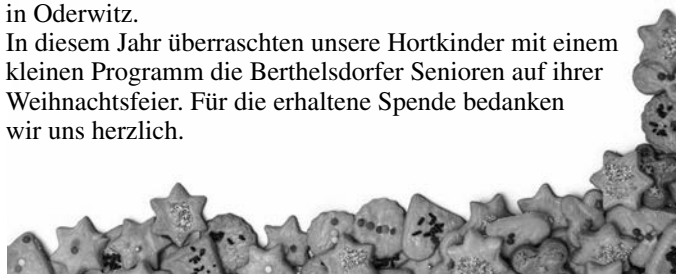 in Oderwitz.
In diesem Jahr überraschten unsere Hortkinder mit einem
kleinen Programm die Berthelsdorfer Senioren auf ihrer
Weihnachtsfeier. Für die erhaltene Spende bedanken
wir uns herzlich.